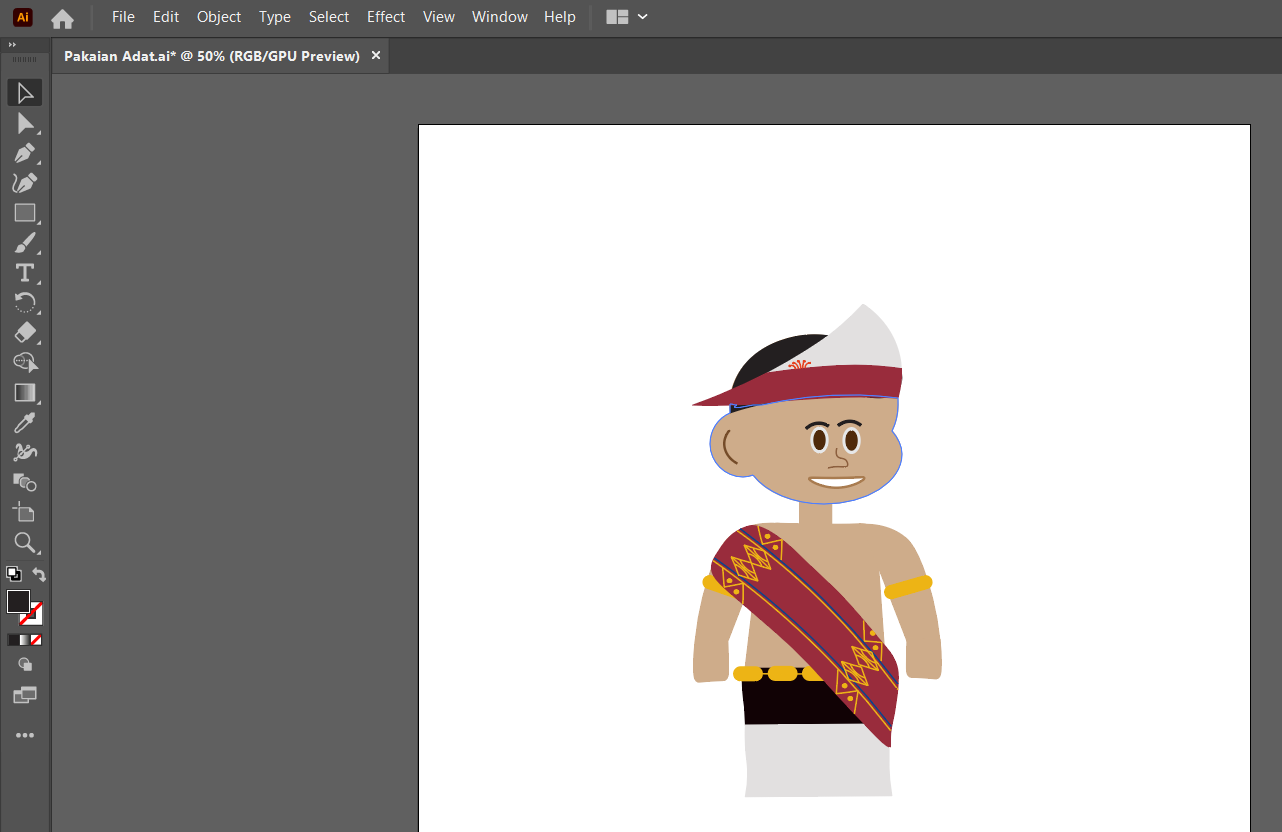 Ai File Edit Object Type Select Effect View Window Help
Pakaian Adat.ai* @ 50% (RGB/GPU Preview) ×